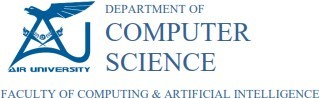 AIR UNIVERSITY
DEPARTMENT OF
COMPUTER
SCIENCE
FACULTY OF COMPUTING & ARTIFICIAL INTELLIGENCE